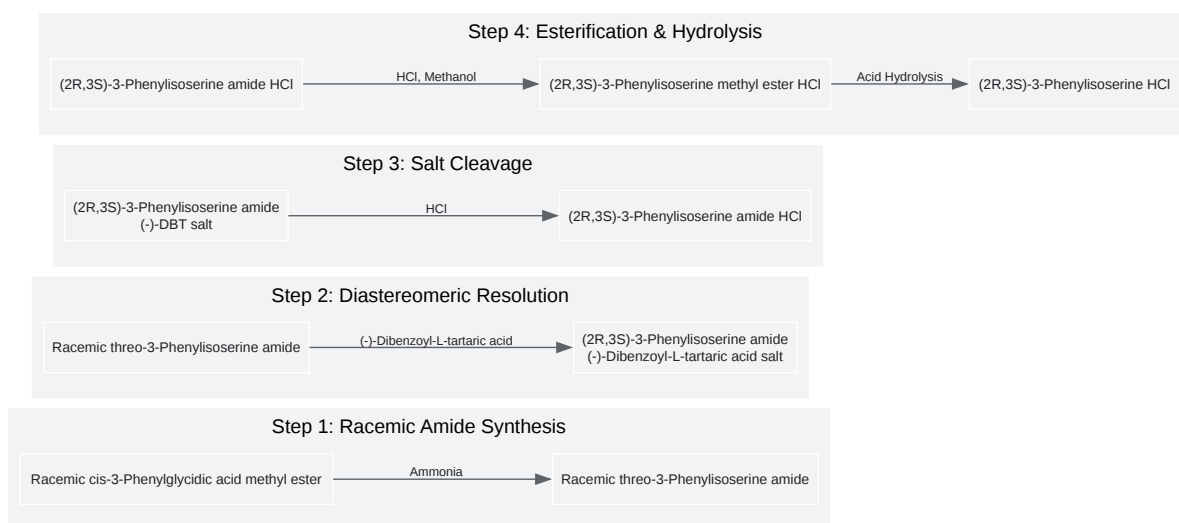 Step 4: Esterification & Hydrolysis
(2R,3S)-3-Phenylisoserine amide HCl
HCl, Methanol
(2R,3S)-3-Phenylisoserine methyl ester HCl
Acid Hydrolysis
(2R,3S)-3-Phenylisoserine HCl
Step 3: Salt Cleavage
(2R,3S)-3-Phenylisoserine amide
(-)-DBT salt
HCl
(2R,3S)-3-Phenylisoserine amide HCl
Step 2: Diastereomeric Resolution
Racemic threo-3-Phenylisoserine amide
(-)-Dibenzoyl-L-tartaric acid
(2R,3S)-3-Phenylisoserine amide
(-)-Dibenzoyl-L-tartaric acid salt
Step 1: Racemic Amide Synthesis
Racemic cis-3-Phenylglycidic acid methyl ester
Ammonia
Racemic threo-3-Phenylisoserine amide